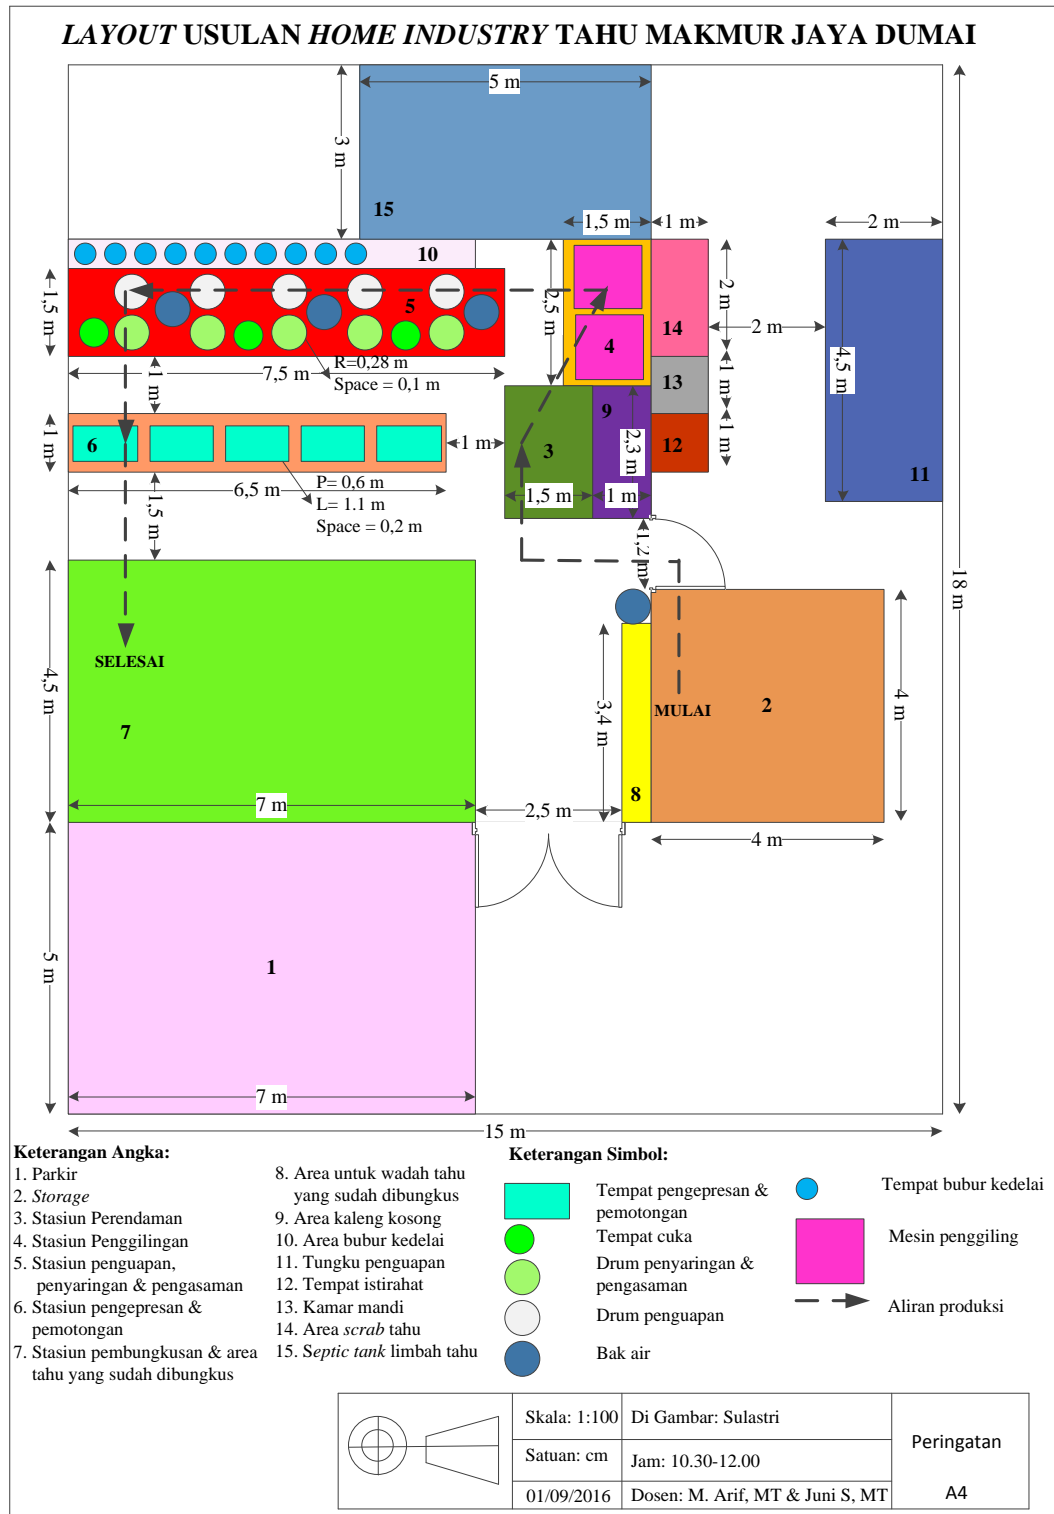 LAYOUT USULAN HOME INDUSTRY TAHU MAKMUR JAYA DUMAI
5 m
3 m
15
1,5 m
1 m
2 m
10
1,5 m
5
2,5 m
4
14
2 m
2 m
13
1 m
4,5 m
R=0,28 m
Space = 0,1 m
7,5 m
1 m
9
1 m
6
1 m
3
2,3 m
12
1 m
11
6,5 m
P= 0,6 m
L= 1.1 m
Space = 0,2 m
1,5 m
1,5 m
1 m
1,2 m
18 m
SELESAI
4,5 m
7
MULAI
2
3,4 m
4 m
8
7 m
2,5 m
4 m
5 m
1
7 m
15 m
Keterangan Angka:
1. Parkir
2. Storage
3. Stasiun Perendaman
4. Stasiun Penggilingan
5. Stasiun penguapan,
penyaringan & pengasaman
6. Stasiun pengepresan &
pemotongan
7. Stasiun pembungkusan & area
tahu yang sudah dibungkus
8. Area untuk wadah tahu
yang sudah dibungkus
9. Area kaleng kosong
10. Area bubur kedelai
11. Tungku penguapan
12. Tempat istirahat
13. Kamar mandi
14. Area scrab tahu
15. Septic tank limbah tahu
Keterangan Simbol:
Tempat pengepresan &
pemotongan
Tempat cuka
Drum penyaringan &
pengasaman
Drum penguapan
Bak air
Tempat bubur kedelai
Mesin penggiling
Aliran produksi
Skala: 1:100
Di Gambar: Sulastri
Satuan: cm
Jam: 10.30-12.00
01/09/2016
Dosen: M. Arif, MT & Juni S, MT
Peringatan
A4